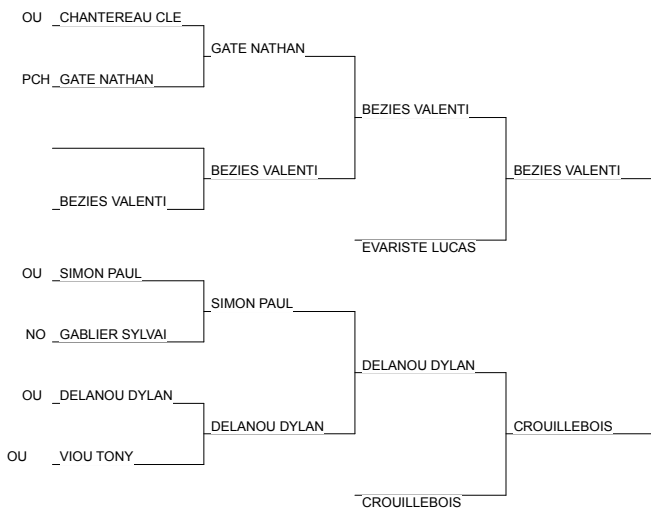 OU CHANTEREAU CLE
GATE NATHAN
PCH GATE NATHAN
BEZIES VALENTI
BEZIES VALENTI
BEZIES VALENTI
BEZIES VALENTI
EVARISTE LUCAS
OU SIMON PAUL
SIMON PAUL
NO GABLIER SYLVAI
DELANOU DYLAN
OU DELANOU DYLAN
DELANOU DYLAN
CROUILLEBOIS
OU VIOU TONY
CROUILLEBOIS